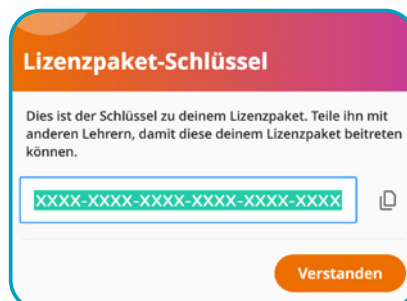 Lizenzpaket-Schlüssel
Dies ist der Schlüssel zu deinem Lizenzpaket. Teile ihn mit
anderen Lehrern, damit diese deinem Lizenzpaket beitreten
können.
XXXX-XXXX-XXXX-XXXX-XXXX-XXXX
Verstanden